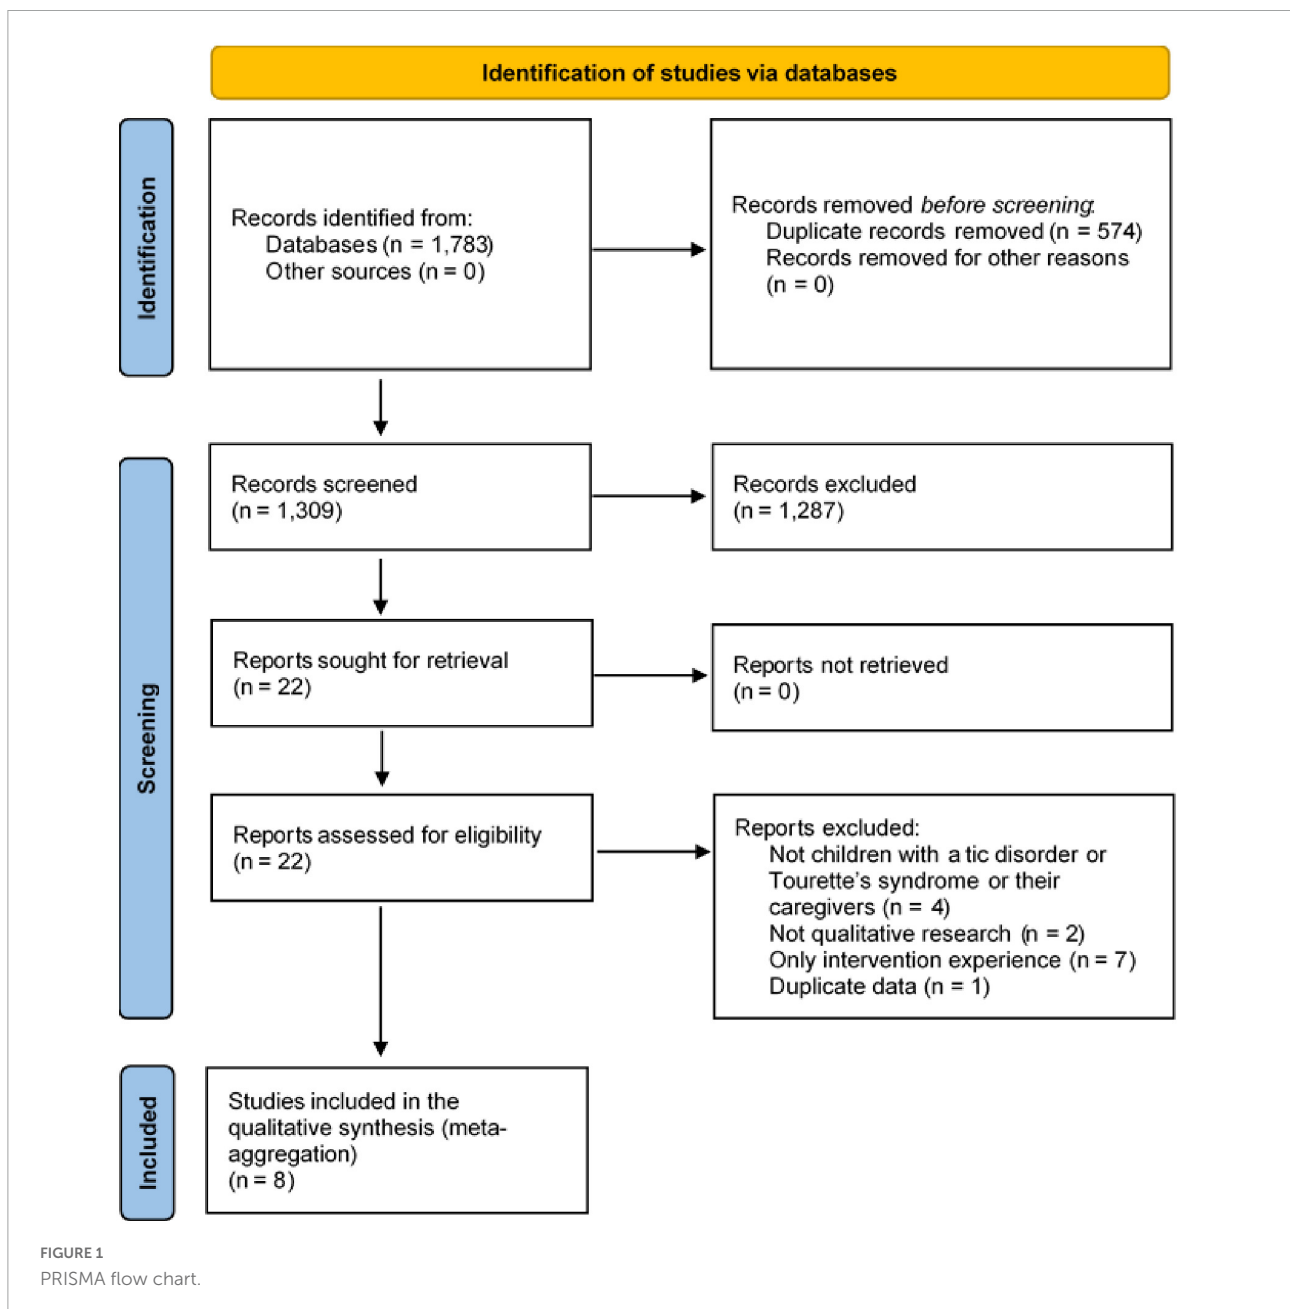 Identification of studies via databases
Identification
Records identified from:
Databases (n = 1,783)
Other sources (n = 0)
Records removed before screening:
Duplicate records removed (n = 574)
Records removed for other reasons
(n = 0)
Screening
Records screened
(n = 1,309)
Records excluded
(n = 1,287)
Reports sought for retrieval
(n = 22)
Reports not retrieved
(n = 0)
Reports assessed for eligibility
(n = 22)
Reports excluded:
Not children with a tic disorder or
Tourette's syndrome or their
caregivers (n = 4)
Not qualitative research (n = 2)
Only intervention experience (n = 7)
Duplicate data (n = 1)
Included
Studies included in the
qualitative synthesis (meta-
aggregation)
(n = 8)
FIGURE 1
PRISMA flow chart.